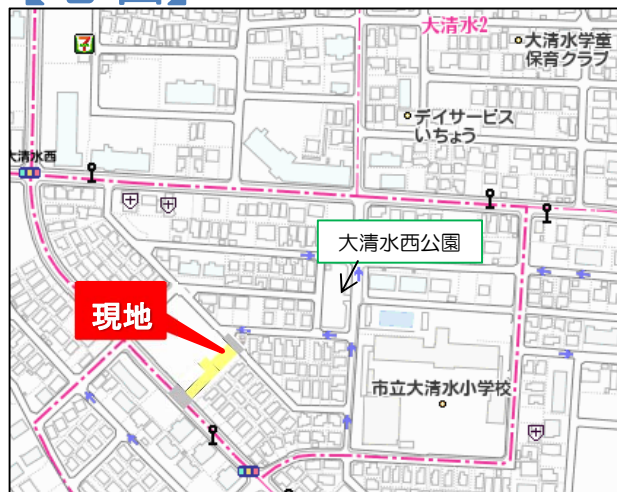 大清水2
大清水学童
保育クラブ
7
デイサービス
いちょう
大清水西
大清水西公園
現地
市立大清水小学校